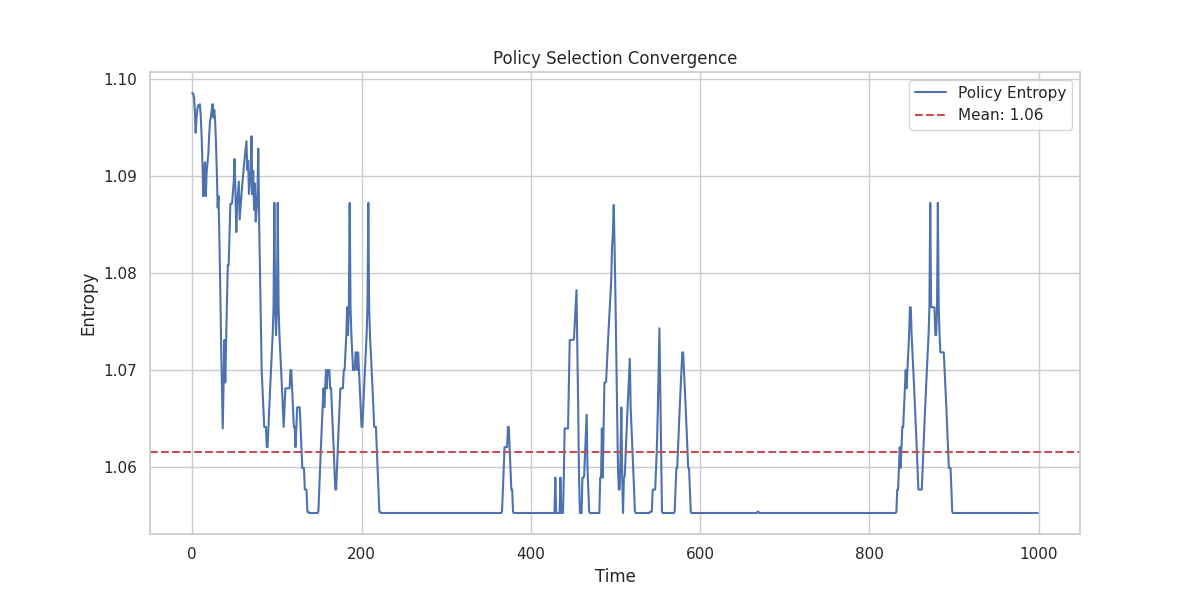 Policy Selection Convergence
Policy Entropy
Mean: 1.06
Entropy
1.10
1.09
1.08
1.07
1.06
0 200 400 600 800 1000
Time